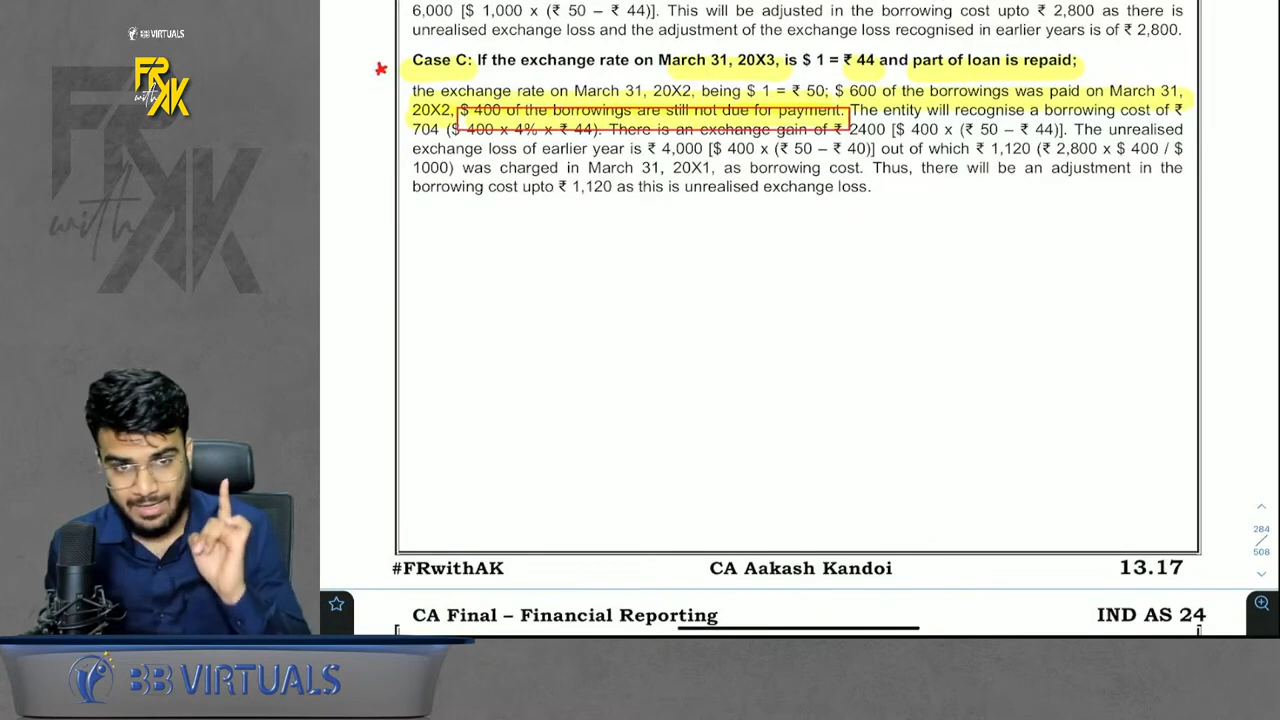 BB VIRTUALS
FR
with
AK
FR
with
AK
6,000 [$ 1,000 x (₹ 50 – ₹ 44)]. This will be adjusted in the borrowing cost upto ₹ 2,800 as there is
unrealised exchange loss and the adjustment of the exchange loss recognised in earlier years is of ₹ 2,800.
Case C: If the exchange rate on March 31, 20X3, is $ 1 = ₹ 44 and part of loan is repaid;
the exchange rate on March 31, 20X2, being $ 1 = ₹ 50; $ 600 of the borrowings was paid on March 31,
20X2, $ 400 of the borrowings are still not due for payment. The entity will recognise a borrowing cost of ₹
704 ($ 400 x 4% x ₹ 44). There is an exchange gain of ₹ 2400 [$ 400 x (₹ 50 – ₹ 44)]. The unrealised
exchange loss of earlier year is ₹ 4,000 [$ 400 x (₹ 50 – ₹ 40)] out of which ₹ 1,120 (₹ 2,800 x $ 400 / $
1000) was charged in March 31, 20X1, as borrowing cost. Thus, there will be an adjustment in the
borrowing cost upto ₹ 1,120 as this is unrealised exchange loss.
284
/
508
#FRwithAK CA Aakash Kandoi 13.17
CA Final – Financial Reporting IND AS 24
BB VIRTUALS